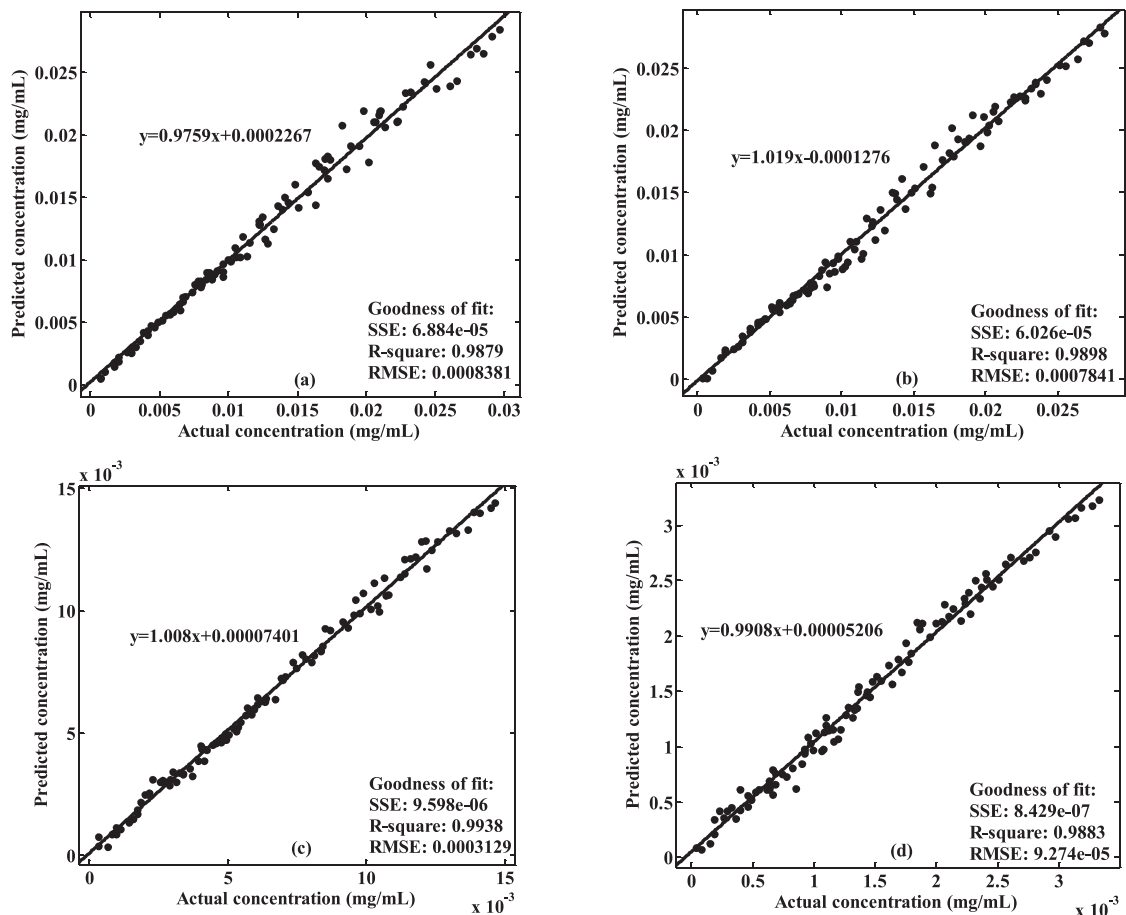 0.025
0.02
0.015
0.01
0.005
0
Predicted concentration (mg/mL)
y=0.9759x+0.0002267
Goodness of fit:
SSE: 6.884e-05
R-square: 0.9879
RMSE: 0.0008381
(a)
0 0.005 0.01 0.015 0.02 0.025 0.03
Actual concentration (mg/mL)
0.025
0.02
0.015
0.01
0.005
0
Predicted concentration (mg/mL)
y=1.019x-0.0001276
Goodness of fit:
SSE: 6.026e-05
R-square: 0.9898
RMSE: 0.0007841
(b)
0 0.005 0.01 0.015 0.02 0.025
Actual concentration (mg/mL)
x 10-3
15
10
5
0
Predicted concentration (mg/mL)
y=1.008x+0.00007401
Goodness of fit:
SSE: 9.598e-06
R-square: 0.9938
RMSE: 0.0003129
(c)
0 5 10 15
Actual concentration (mg/mL)
x 10-3
x 10-3
3
2.5
2
1.5
1
0.5
0
Predicted concentration (mg/mL)
y=0.9908x+0.00005206
Goodness of fit:
SSE: 8.429e-07
R-square: 0.9883
RMSE: 9.274e-05
(d)
0 0.5 1 1.5 2 2.5 3
Actual concentration (mg/mL)
x 10-3